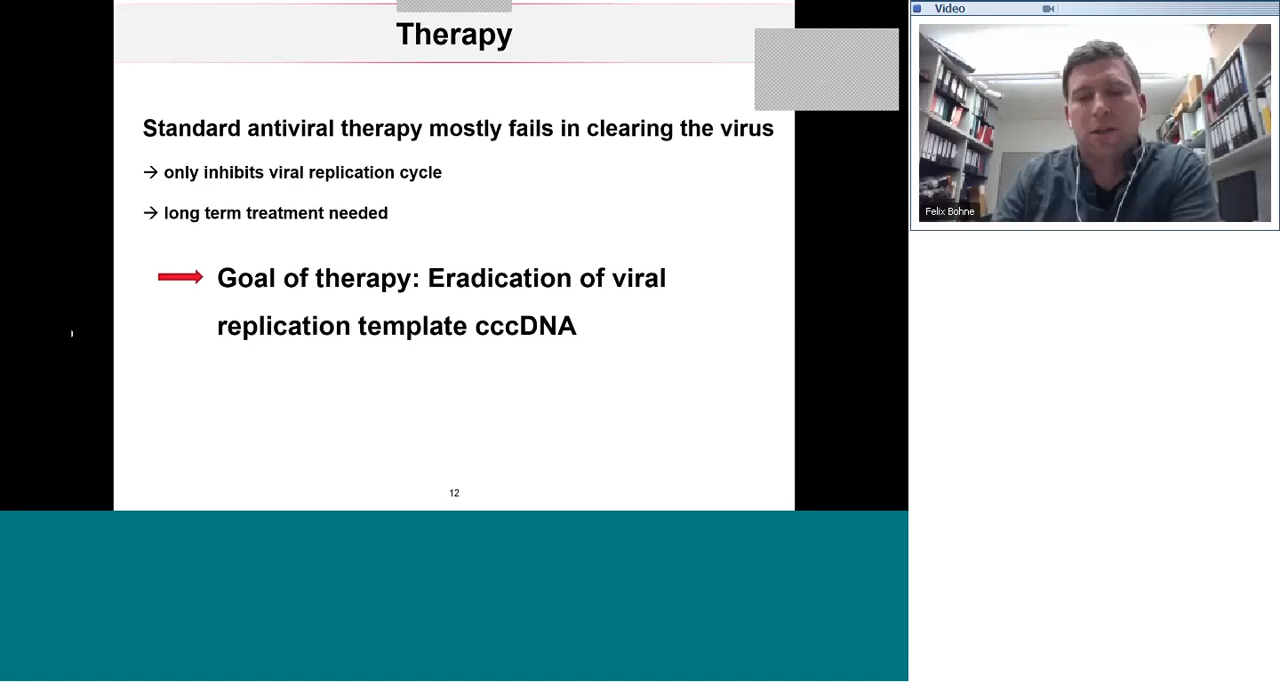 Therapy
Standard antiviral therapy mostly fails in clearing the virus
→ only inhibits viral replication cycle
→ long term treatment needed
Goal of therapy: Eradication of viral
replication template cccDNA
12
Video
Felix Bohne